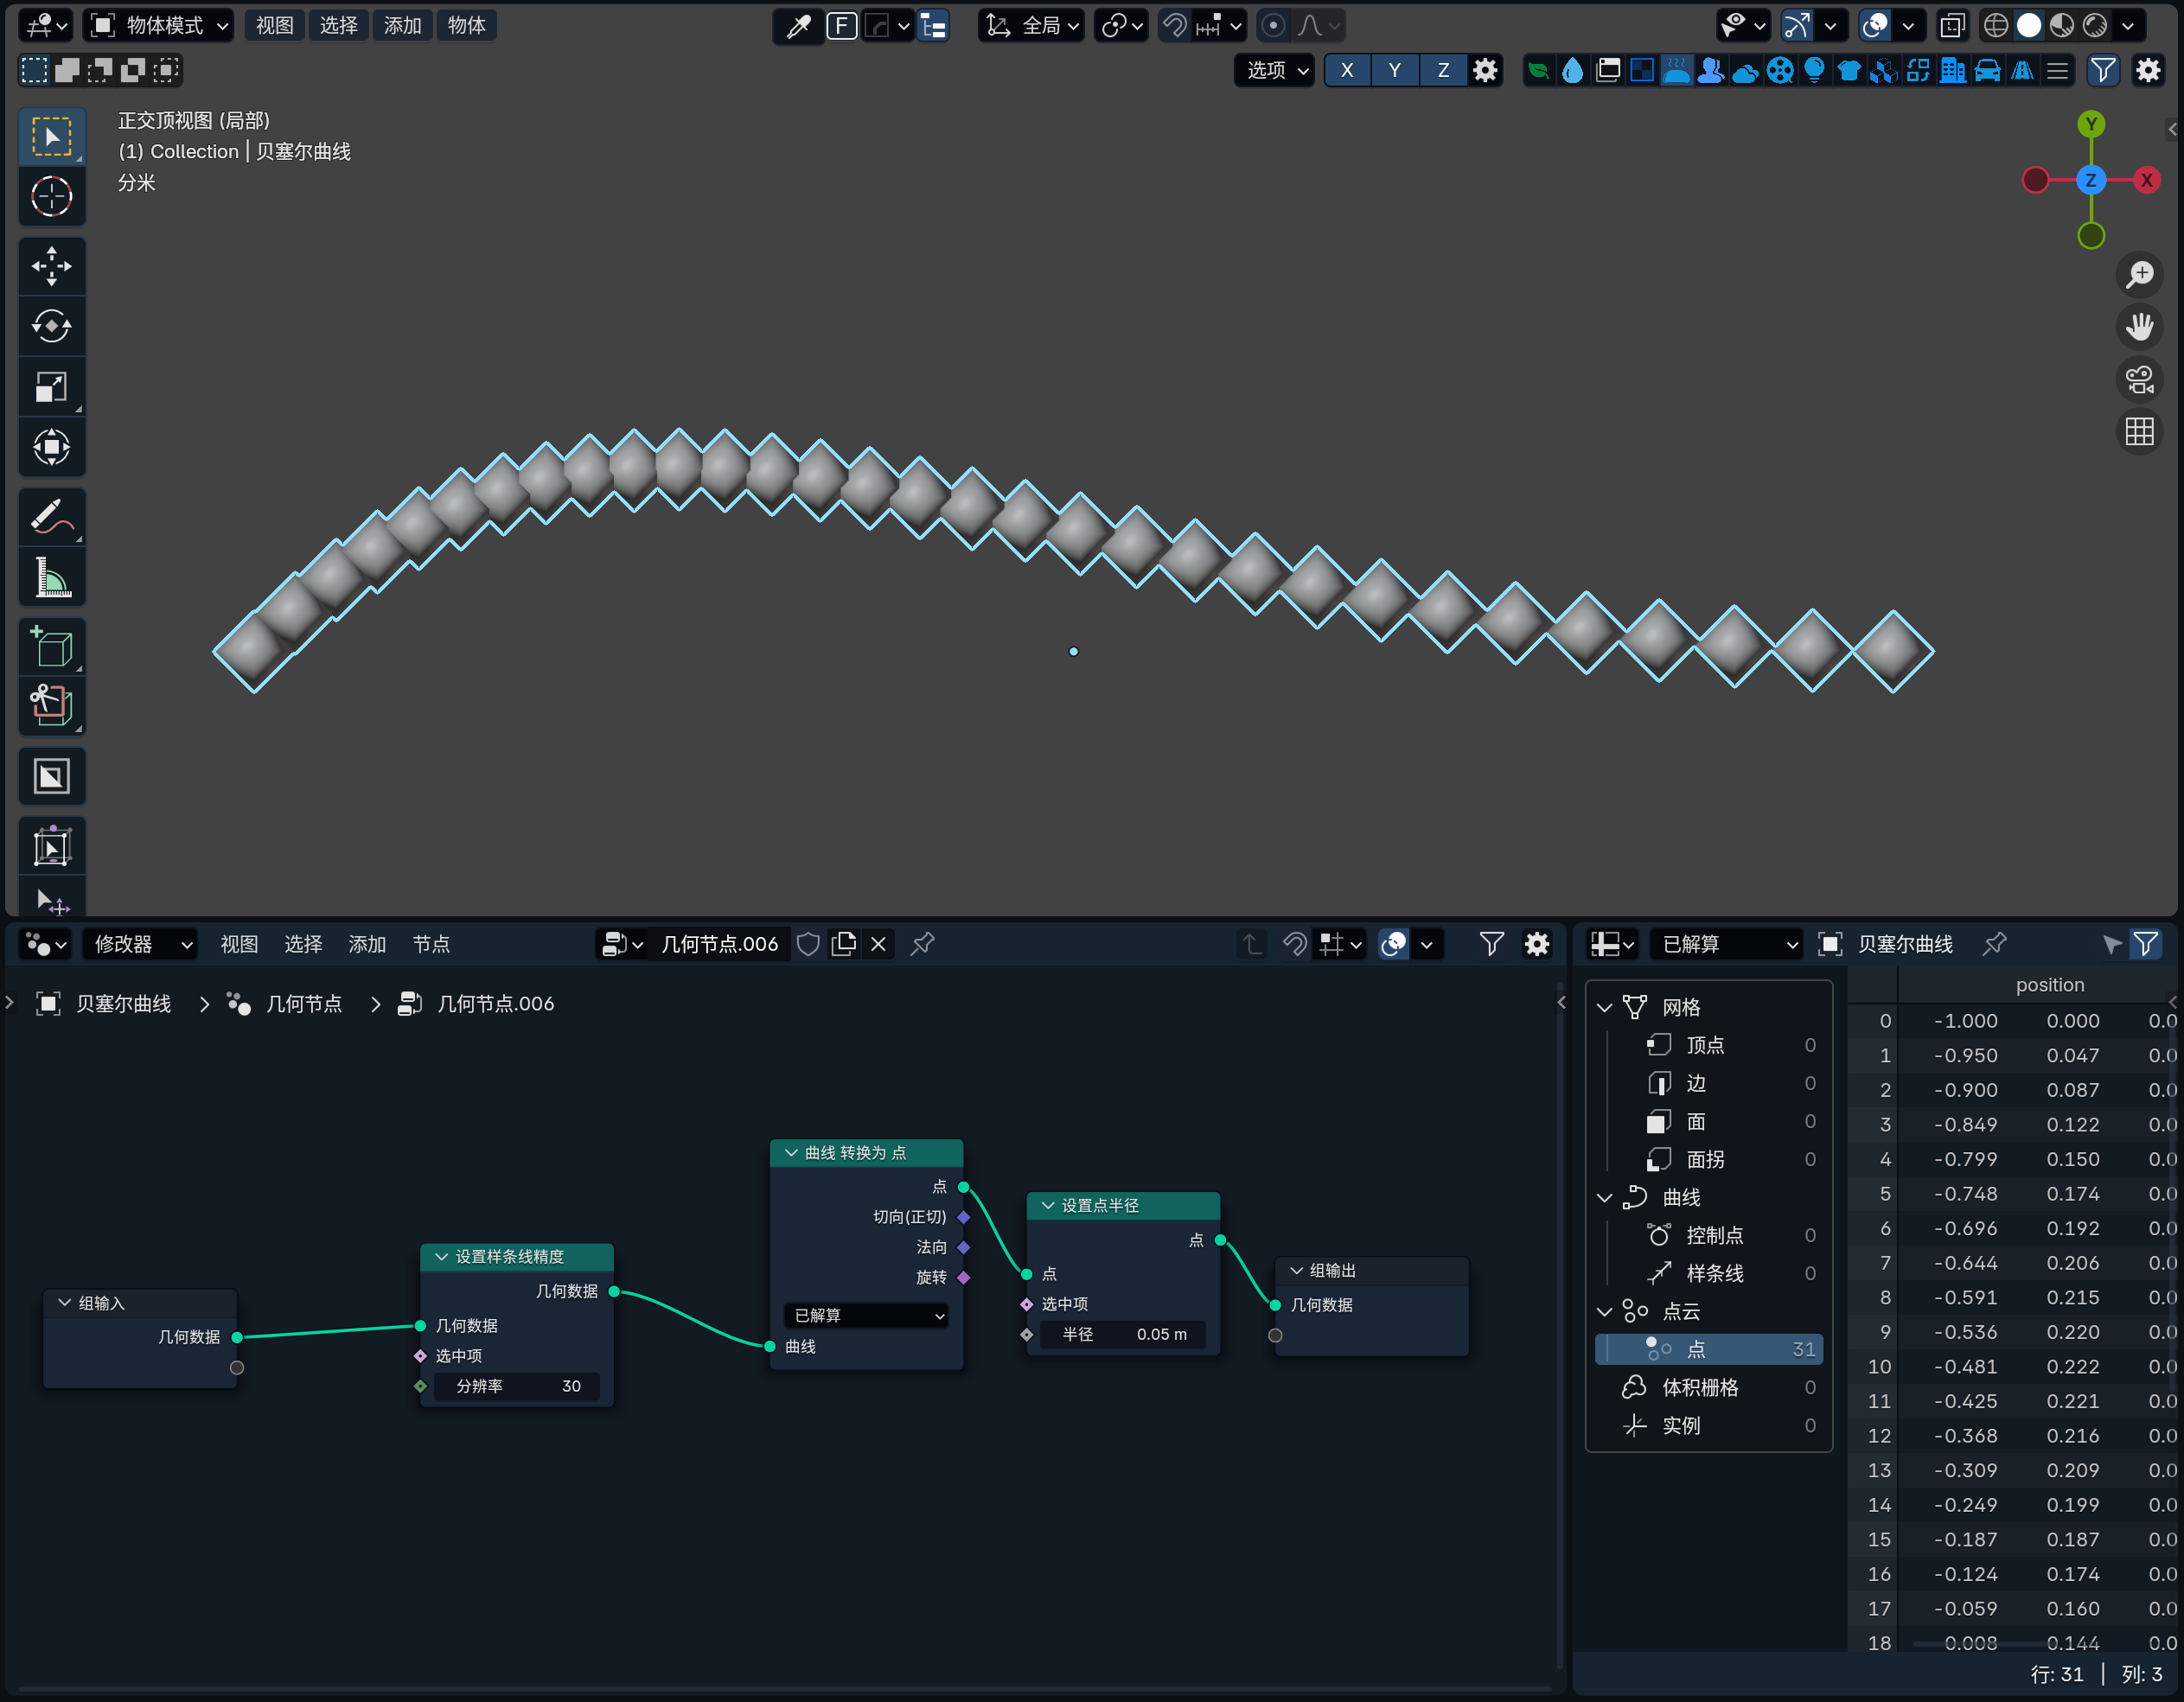 物体模式 视图 选择 添加 物体 F 全局
选项 X Y Z
正交顶视图 (局部)
(1) Collection | 贝塞尔曲线
分米
Y
Z X
修改器 视图 选择 添加 节点 几何节点.006
贝塞尔曲线 > 几何节点 > 几何节点.006
组输入
几何数据
设置样条线精度
几何数据
几何数据
选中项
分辨率 30
曲线 转换为 点
点
切向(正切)
法向
旋转
已解算
曲线
设置点半径
点
点
选中项
半径 0.05 m
组输出
几何数据
已解算 贝塞尔曲线
网格
顶点 0
边 0
面 0
面拐 0
曲线
控制点 0
样条线 0
点云
点 31
体积栅格 0
实例 0
position
0 -1.000 0.000 0.0
1 -0.950 0.047 0.0
2 -0.900 0.087 0.0
3 -0.849 0.122 0.0
4 -0.799 0.150 0.0
5 -0.748 0.174 0.0
6 -0.696 0.192 0.0
7 -0.644 0.206 0.0
8 -0.591 0.215 0.0
9 -0.536 0.220 0.0
10 -0.481 0.222 0.0
11 -0.425 0.221 0.0
12 -0.368 0.216 0.0
13 -0.309 0.209 0.0
14 -0.249 0.199 0.0
15 -0.187 0.187 0.0
16 -0.124 0.174 0.0
17 -0.059 0.160 0.0
18 0.008 0.144 0.0
行: 31 | 列: 3